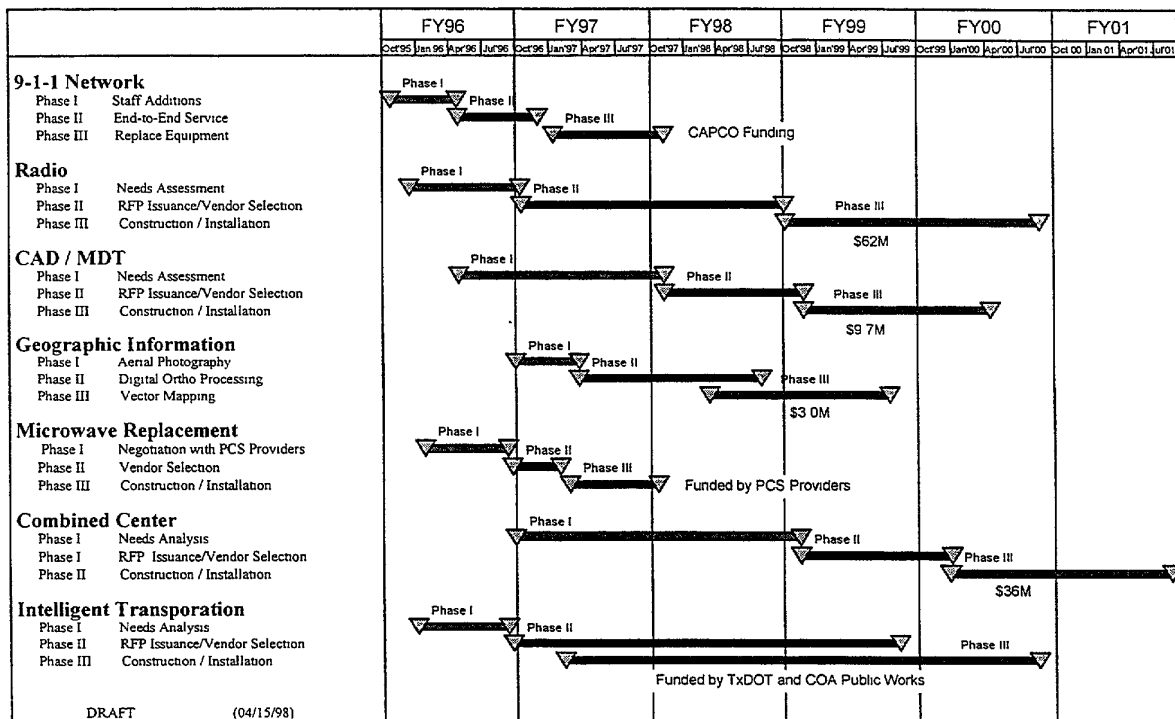 FY96 FY97 FY98 FY99 FY00 FY01
Oct'95 Jan 96 Apr'96 Jul'96 Oct'96 Jan'97 Apr'97 Jul'97 Oct'97 Jan'98 Apr'98 Jul'98 Oct'98 Jan'99 Apr'99 Jul'99 Oct'99 Jan'00 Apr'00 Jul'00 Oct 00 Jan 01 Apr'01 Jul'01
9-1-1 Network
Phase I Staff Additions Phase I
Phase II End-to-End Service Phase II
Phase III Replace Equipment Phase III CAPCO Funding
Radio
Phase I Needs Assessment Phase I
Phase II RFP Issuance/Vendor Selection Phase II
Phase III Construction / Installation Phase III
$62M
CAD / MDT
Phase I Needs Assessment Phase I
Phase II RFP Issuance/Vendor Selection Phase II
Phase III Construction / Installation Phase III
$9 7M
Geographic Information
Phase I Aerial Photography Phase I
Phase II Digital Ortho Processing Phase II
Phase III Vector Mapping Phase III
$3 0M
Microwave Replacement
Phase I Negotiation with PCS Providers Phase I
Phase II Vendor Selection Phase II
Phase III Construction / Installation Phase III Funded by PCS Providers
Combined Center
Phase I Needs Analysis Phase I
Phase I RFP Issuance/Vendor Selection Phase II
Phase II Construction / Installation Phase III
$36M
Intelligent Transporation
Phase I Needs Analysis Phase I
Phase II RFP Issuance/Vendor Selection Phase II
Phase III Construction / Installation Phase III
Funded by TxDOT and COA Public Works
DRAFT (04/15/98)